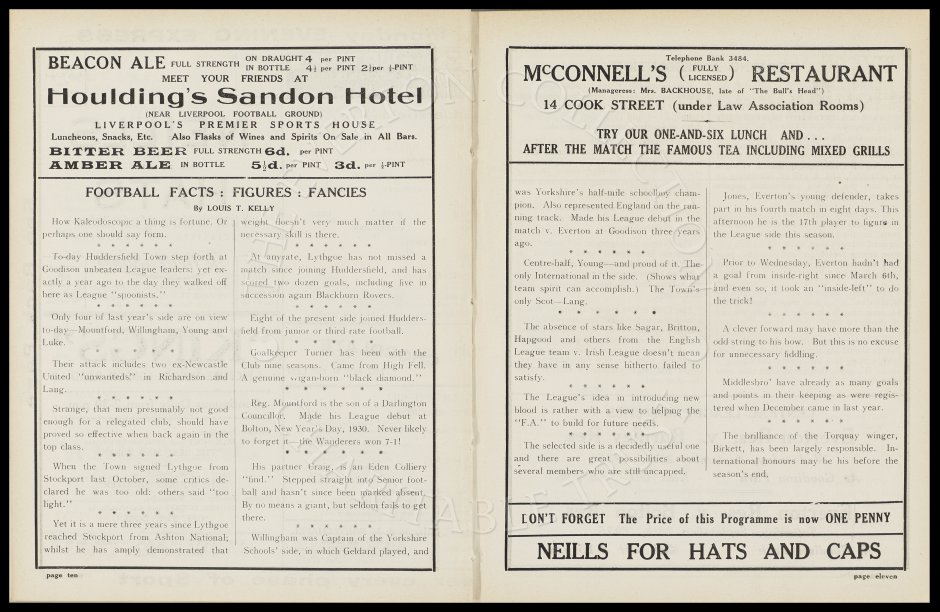 BEACON ALE FULL STRENGTH ON DRAUGHT 4 per PINT
IN BOTTLE 4½ per PINT 2½ per ½-PINT
MEET YOUR FRIENDS AT
Houlding's Sandon Hotel
(NEAR LIVERPOOL FOOTBALL GROUND)
LIVERPOOL'S PREMIER SPORTS HOUSE
Luncheons, Snacks, Etc. Also Flasks of Wines and Spirits On Sale in All Bars.
BITTER BEER FULL STRENGTH 6d. per PINT
AMBER ALE IN BOTTLE 5½d. per PINT 3d. per ½-PINT
FOOTBALL FACTS : FIGURES : FANCIES
By LOUIS T. KELLY
How Kaleidoscopic a thing is fortune. Or
perhaps one should say form.
* * * * *
To-day Huddersfield Town step forth at
Goodison unbeaten League leaders: yet ex-
actly a year ago to the day they walked off
here as League "spoonists."
* * * * *
Only four of last year's side are on view
to-day—Mountford, Willingham, Young and
Luke.
* * * * *
Their attack includes two ex-Newcastle
United "unwanteds" in Richardson and
Lang.
* * * * *
Strange, that men presumably not good
enough for a relegated club, should have
proved so effective when back again in the
top class.
* * * * *
When the Town signed Lythgoe from
Stockport last October, some critics de-
clared he was too old: others said "too
light."
* * * * *
Yet it is a mere three years since Lythgoe
reached Stockport from Ashton National;
whilst he has amply demonstrated that
weight doesn't very much matter if the
necessary skill is there.
* * * * *
At anyrate, Lythgoe has not missed a
match since joining Huddersfield, and has
scored two dozen goals, including five in
succession again Blackburn Rovers.
* * * * *
Eight of the present side joined Hudders-
field from junior or third rate football.
* * * * *
Goalkeeper Turner has been with the
Club nine seasons. Came from High Fell.
A genuine "black diamond."
* * * * *
Reg. Mountford is the son of a Darlington
Councillor. Made his League debut at
Bolton, New Year's Day, 1930. Never likely
to forget it—the Wanderers won 7-1!
* * * * *
His partner Craig, is an Eden Colliery
"find." Stepped straight into Senior foot-
ball and hasn't since been marked absent.
By no means a giant, but seldom fails to get
there.
* * * * *
Willingham was Captain of the Yorkshire
Schools' side, in which Geldard played, and
page ten
Telephone Bank 3484.
McCONNELL'S (FULLY LICENSED) RESTAURANT
(Manageress: Mrs. BACKHOUSE, late of "The Bull's Head")
14 COOK STREET (under Law Association Rooms)
TRY OUR ONE-AND-SIX LUNCH AND . . .
AFTER THE MATCH THE FAMOUS TEA INCLUDING MIXED GRILLS
was Yorkshire's half-mile schoolboy cham-
pion. Also represented England on the run-
ning track. Made his League debut in the
match v. Everton at Goodison three years
ago.
* * * * *
Centre-half, Young—and proud of it. The
only International in the side. (Shows what
team spirit can accomplish.) The Town's
only Scot—Lang.
* * * * *
The absence of stars like Sagar, Britton,
Hapgood and others from the English
League team v. Irish League doesn't mean
they have in any sense hitherto failed to
satisfy.
* * * * *
The League's idea in introducing new
blood is rather with a view to helping the
"F.A." to build for future needs.
* * * * *
The selected side is a decidedly useful one
and there are great possibilities about
several members who are still uncapped.
Jones, Everton's young defender, takes
part in his fourth match in eight days. This
afternoon he is the 17th player to figure in
the League side this season.
* * * * *
Prior to Wednesday, Everton hadn't had
a goal from inside-right since March 6th,
and even so, it took an "inside-left" to do
the trick!
* * * * *
A clever forward may have more than the
odd string to his bow. But this is no excuse
for unnecessary fiddling.
* * * * *
Middlesbro' have already as many goals
and points in their keeping as were regis-
tered when December came in last year.
* * * * *
The brilliance of the Torquay winger,
Birkett, has been largely responsible. In-
ternational honours may be his before the
season's end.
DON'T FORGET The Price of this Programme is now ONE PENNY
NEILLS FOR HATS AND CAPS
page eleven